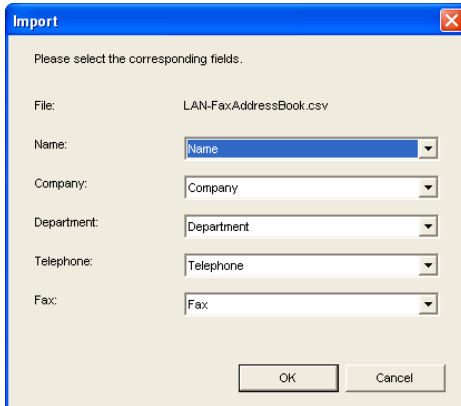 Import
Please select the corresponding fields.
File: LAN-FaxAddressBook.csv
Name: Name
Company: Company
Department: Department
Telephone: Telephone
Fax: Fax
OK Cancel